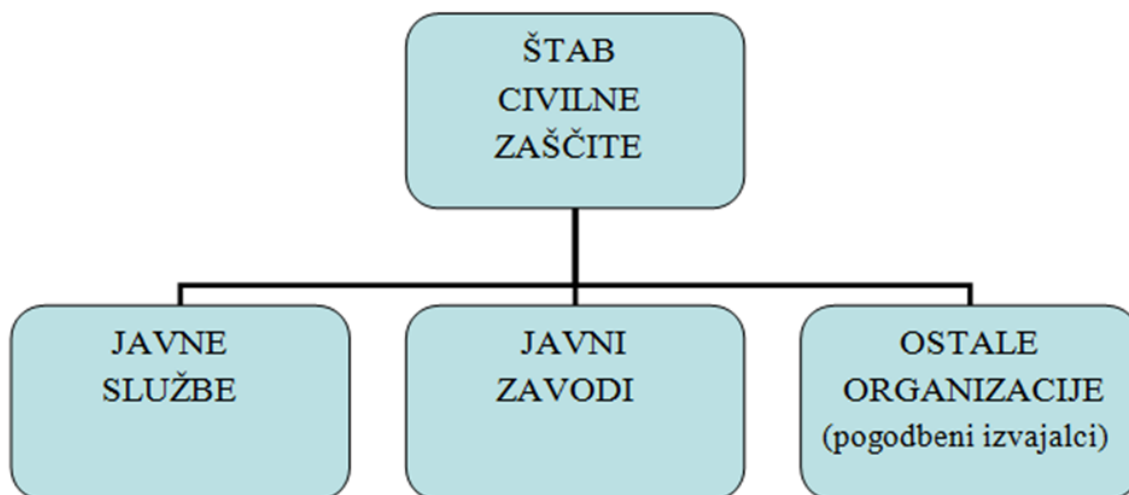 ŠTAB
CIVILNE
ZAŠČITE
JAVNE
SLUŽBE
JAVNI
ZAVODI
OSTALE
ORGANIZACIJE
(pogodbeni izvajalci)